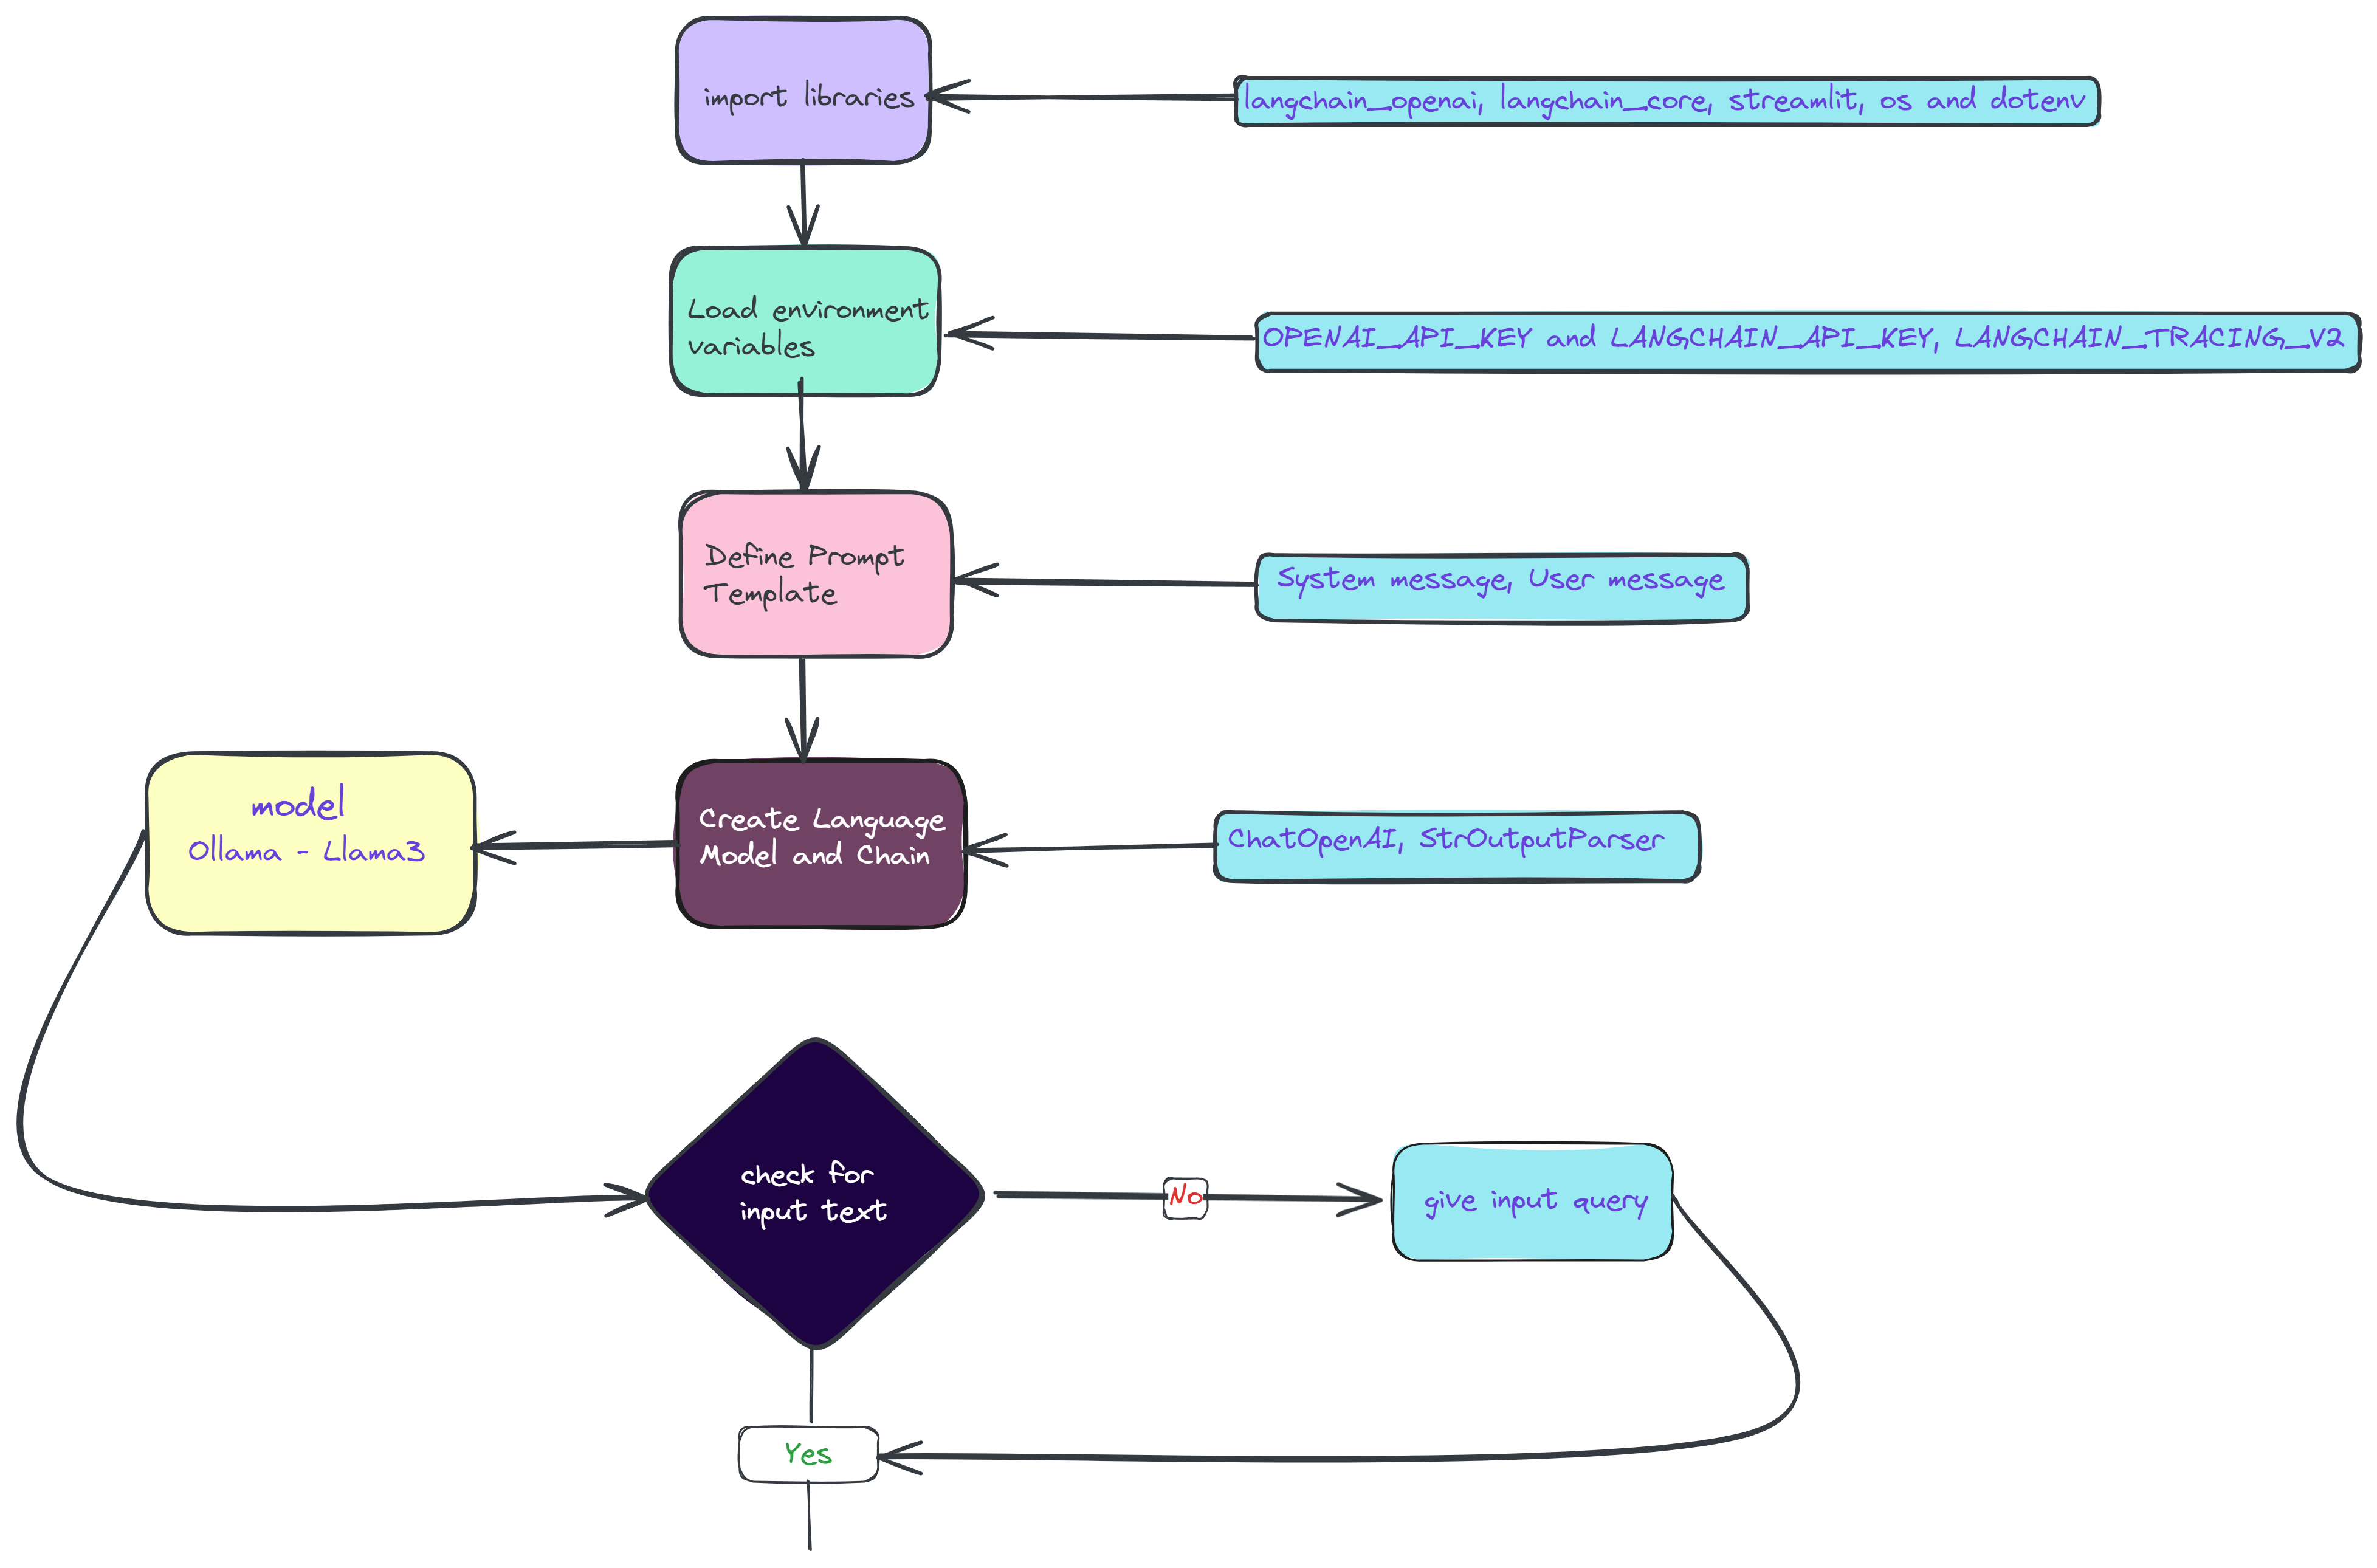 import libraries
langchain_openai, langchain_core, streamlit, os and dotenv
Load environment
variables
OPENAI_API_KEY and LANGCHAIN_API_KEY, LANGCHAIN_TRACING_V2
Define Prompt
Template
System message, User message
model
Ollama - Llama3
Create Language
Model and Chain
ChatOpenAI, StrOutputParser
check for
input text
No
give input query
Yes